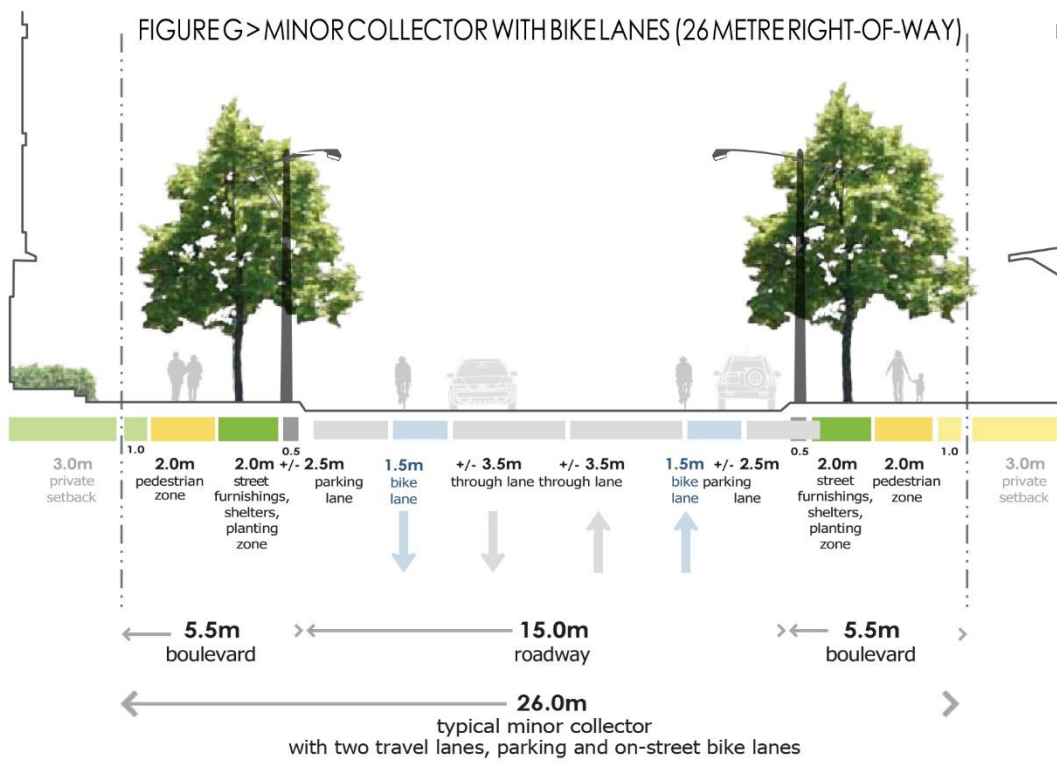 FIGURE G > MINOR COLLECTOR WITH BIKE LANES (26 METRE RIGHT-OF-WAY)
1.0 0.5 0.5 1.0
3.0m
private
setback
2.0m
pedestrian
zone
2.0m
street
furnishings,
shelters,
planting
zone
+/- 2.5m
parking
lane
1.5m
bike
lane
+/- 3.5m
through lane
+/- 3.5m
through lane
1.5m
bike
lane
+/- 2.5m
parking
lane
2.0m
street
furnishings,
shelters,
planting
zone
2.0m
pedestrian
zone
3.0m
private
setback
5.5m
boulevard
15.0m
roadway
5.5m
boulevard
26.0m
typical minor collector
with two travel lanes, parking and on-street bike lanes